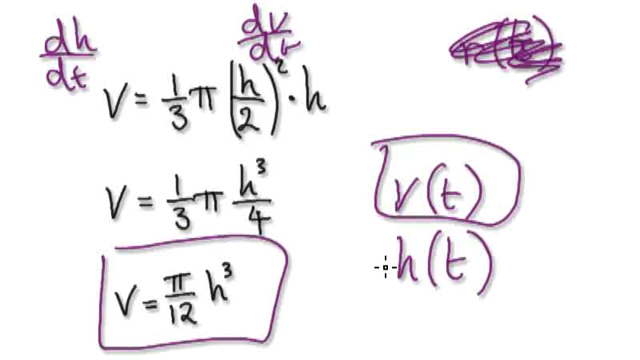 dh/dt
dv/dt
V = 1/3 π (h/2)² · h
V = 1/3 π h³/4
V = π/12 h³
v(t)
h(t)